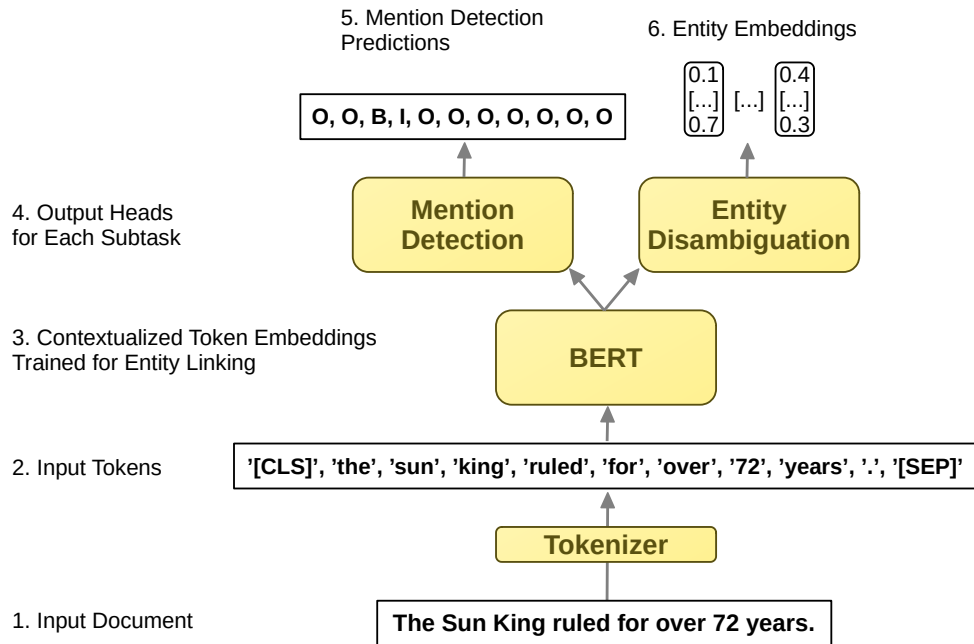 5. Mention Detection
Predictions
6. Entity Embeddings
O, O, B, I, O, O, O, O, O, O, O
0.1
[...]
0.7
[...]
0.4
[...]
0.3
4. Output Heads
for Each Subtask
Mention
Detection
Entity
Disambiguation
3. Contextualized Token Embeddings
Trained for Entity Linking
BERT
2. Input Tokens
’[CLS]’, ’the’, ’sun’, ’king’, ’ruled’, ’for’, ’over’, ’72’, ’years’, ’.’, ’[SEP]’
Tokenizer
1. Input Document
The Sun King ruled for over 72 years.